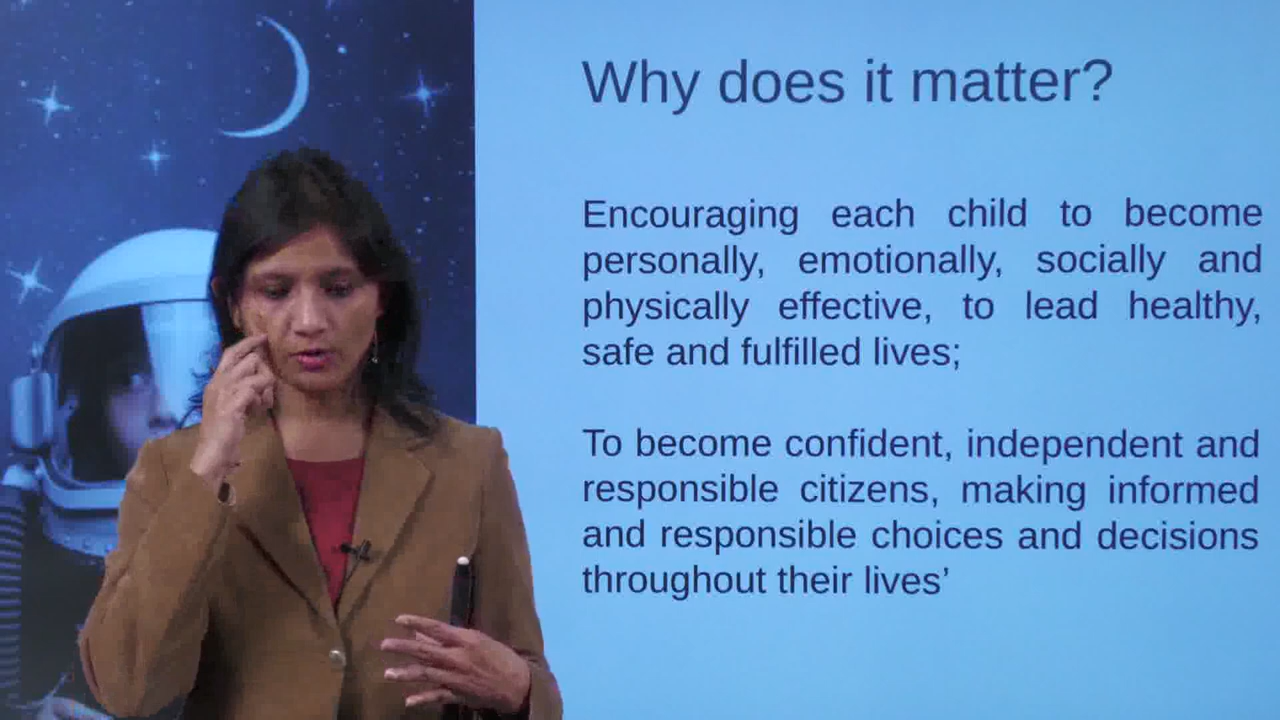 Why does it matter?
Encouraging each child to become
personally, emotionally, socially and
physically effective, to lead healthy,
safe and fulfilled lives;
To become confident, independent and
responsible citizens, making informed
and responsible choices and decisions
throughout their lives’